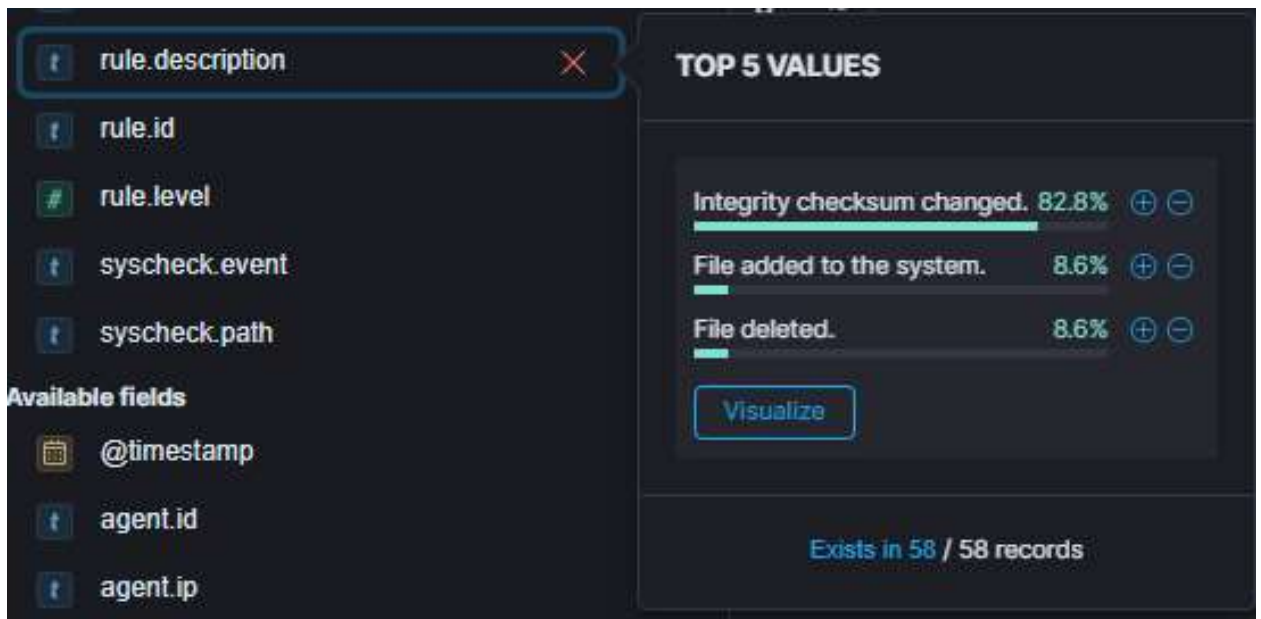 rule.description
rule.id
rule.level
syscheck.event
syscheck.path
Available fields
@timestamp
agent.id
agent.ip
TOP 5 VALUES
Integrity checksum changed. 82.8%
File added to the system. 8.6%
File deleted. 8.6%
Visualize
Exists in 58 / 58 records